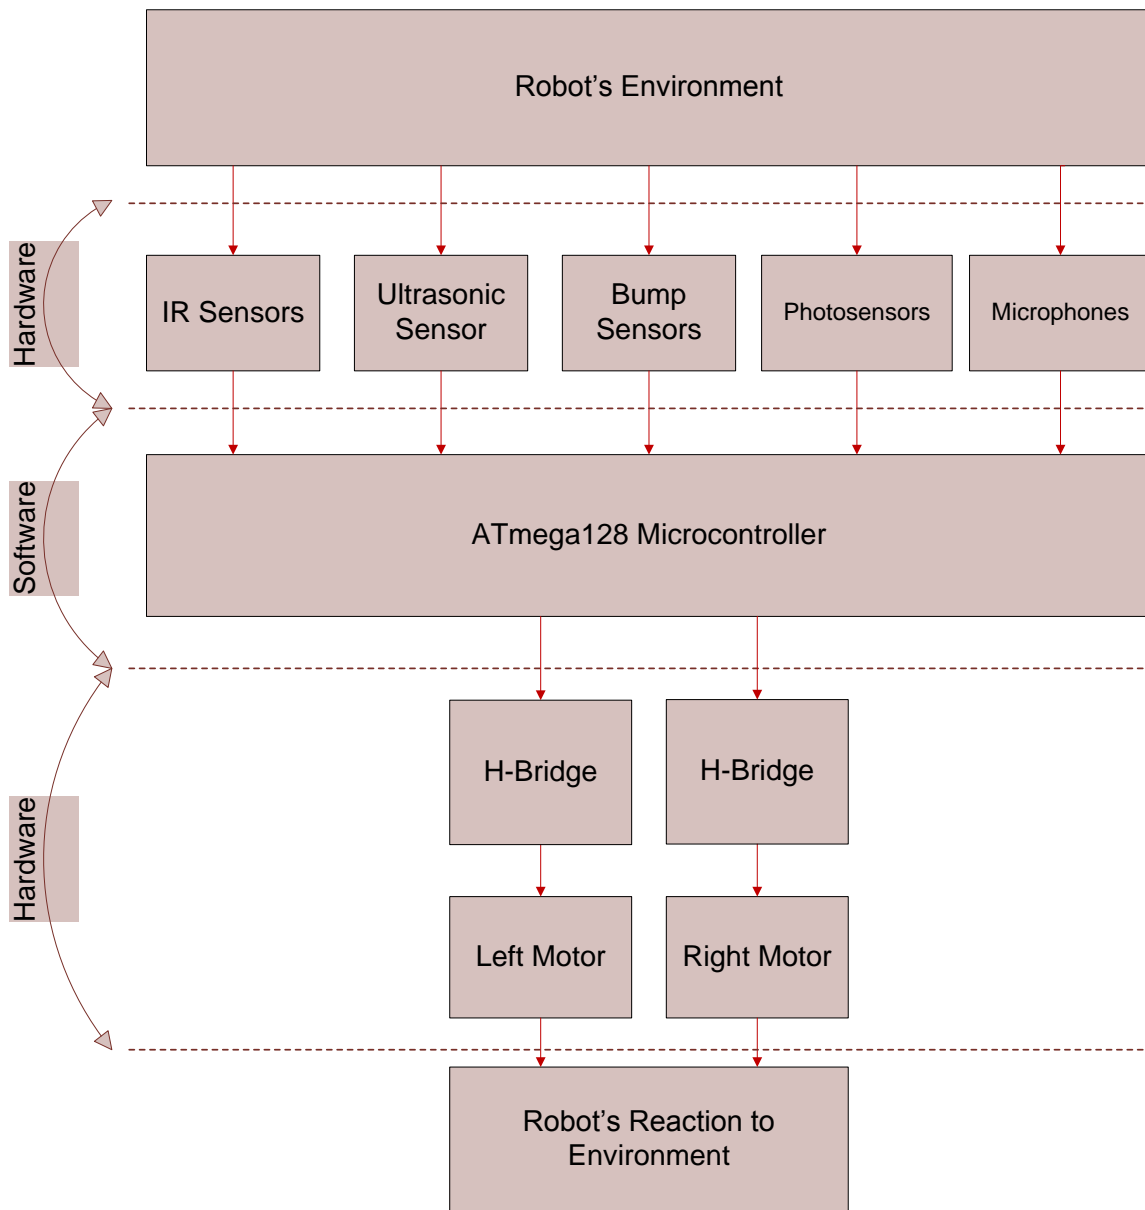 Robot’s Environment
Hardware
IR Sensors
Ultrasonic
Sensor
Bump
Sensors
Photosensors
Microphones
Software
ATmega128 Microcontroller
Hardware
H-Bridge
H-Bridge
Left Motor
Right Motor
Robot’s Reaction to
Environment